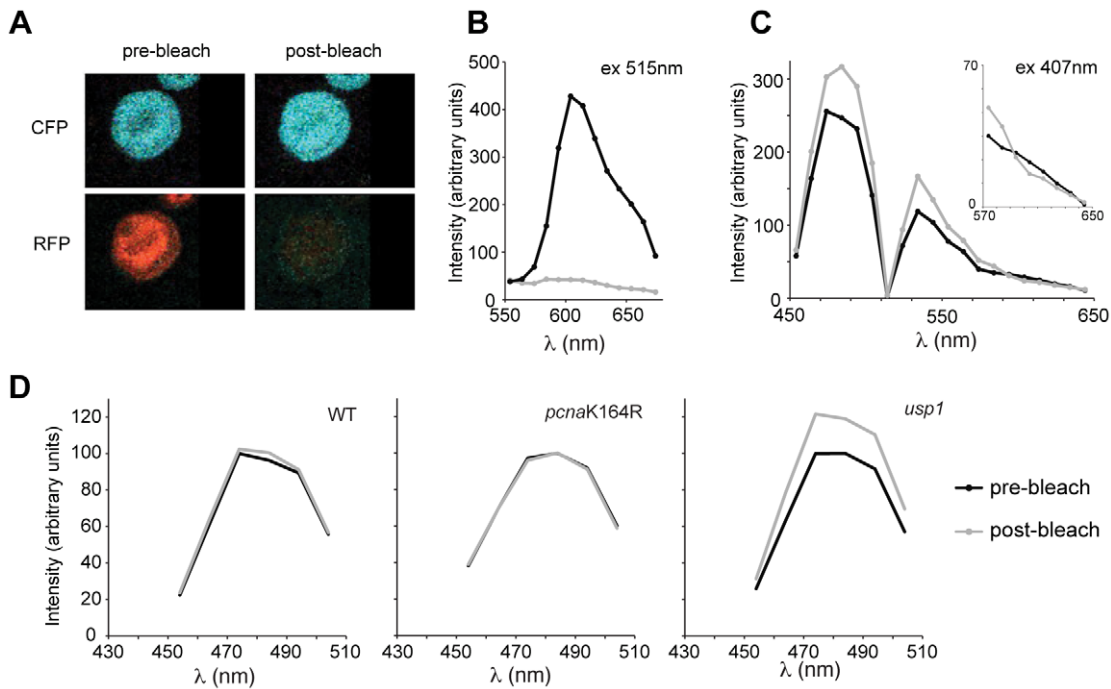 A
pre-bleach
post-bleach
CFP
RFP
B
ex 515nm
Intensity (arbitrary units)
500
400
300
200
100
0
550
600
650
λ (nm)
C
ex 407nm
Intensity (arbitrary units)
300
250
200
150
100
50
0
450
550
650
λ (nm)
70
0
570
650
D
WT
Intensity (arbitrary units)
120
100
80
60
40
20
0
430
450
470
490
510
λ (nm)
pcnaK164R
430
450
470
490
510
λ (nm)
usp1
430
450
470
490
510
λ (nm)
pre-bleach
post-bleach